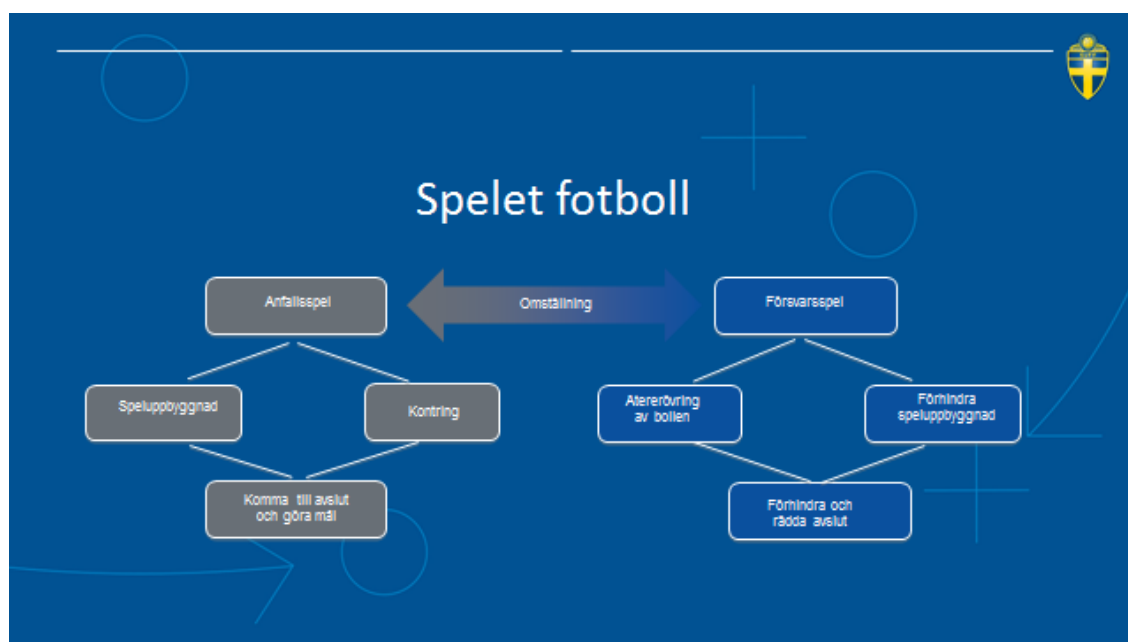 Spelet fotboll
Anfallsspel
Omställning
Försvarsspel
Speluppbyggnad
Kontring
Återerövring
av bollen
Förhindra
speluppbyggnad
Komma till avslut
och göra mål
Förhindra och
rädda avslut